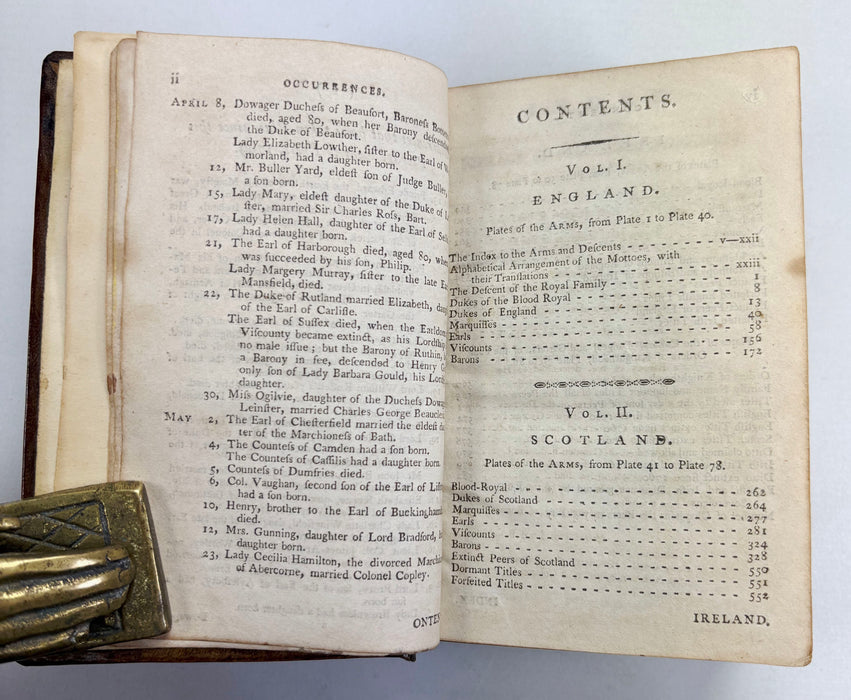 ii
OCCURRENCES.
APRIL 8, Dowager Ducheſs of Beaufort, Baroneſs
died, aged 80, when her Barony
the Duke of Beaufort.
Lady Elizabeth Lowther, ſiſter to the Earl of
morland, had a daughter born.
12, Mr. Buller Yard, eldeſt ſon of Judge Buller,
a ſon born.
15, Lady Mary, eldeſt daughter of the Duke of
ſter, married Sir Charles Roſs, Bart.
17, Lady Helen Hall, daughter of the Earl of
had a daughter born.
21, The Earl of Harborough died, aged 80,
was ſucceeded by his ſon, Philip.
Lady Margery Murray, ſiſter to the late
Mansfield, died.
22, The Duke of Rutland married Elizabeth,
of the Earl of Carliſle.
The Earl of Suſſex died, when the Earldom
Viſcounty became extinct, as his Lordſhip
no male iſſue; but the Barony of Ruthin,
a Barony in fee, deſcended to Henry
only ſon of Lady Barbara Gould, his
daughter.
30, Miſs Ogilvie, daughter of the Ducheſs
Leinſter, married Charles George
MAY 2, The Earl of Cheſterfield married the eldeſt
ter of the Marchioneſs of Bath.
4, The Counteſs of Camden had a ſon born.
The Counteſs of Caſſilis had a daughter born.
5, Counteſs of Dumfries died.
6, Col. Vaughan, ſecond ſon of the Earl of
had a ſon born.
10, Henry, brother to the Earl of
died.
12, Mrs. Gunning, daughter of Lord Bradford,
daughter born.
23, Lady Cecilia Hamilton, the divorced
of Abercorne, married Colonel Copley.
ONTEN
CONTENTS.
VOL. I.
ENGLAND.
Plates of the ARMS, from Plate 1 to Plate 40.
The Index to the Arms and Deſcents - - - v—xxii
Alphabetical Arrangement of the Mottoes, with
their Tranſlations - - - xxiii
The Deſcent of the Royal Family - - - 1
Dukes of the Blood Royal - - - 8
Dukes of England - - - 13
Marquiſſes - - - 40
Earls - - - 58
Viſcounts - - - 156
Barons - - - 172
VOL. II.
SCOTLAND.
Plates of the ARMS, from Plate 41 to Plate 78.
Blood-Royal - - - 262
Dukes of Scotland - - - 264
Marquiſſes - - - 277
Earls - - - 281
Viſcounts - - - 324
Barons - - - 328
Extinct Peers of Scotland - - - 550
Dormant Titles - - - 551
Forfeited Titles - - - 552
IRELAND.